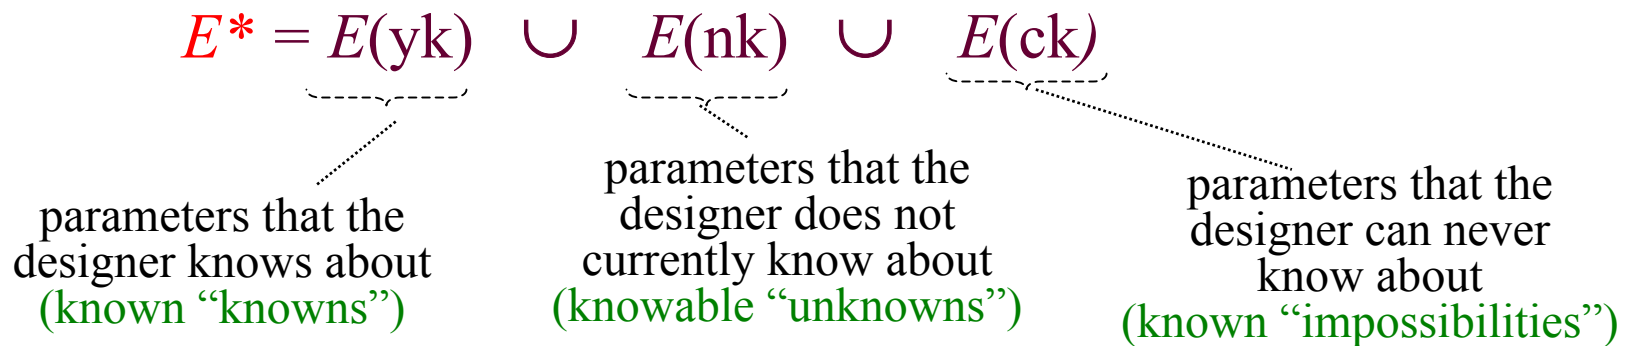 E* = E(yk) ∪ E(nk) ∪ E(ck)
parameters that the
designer knows about
(known “knowns”)
parameters that the
designer does not
currently know about
(knowable “unknowns”)
parameters that the
designer can never
know about
(known “impossibilities”)